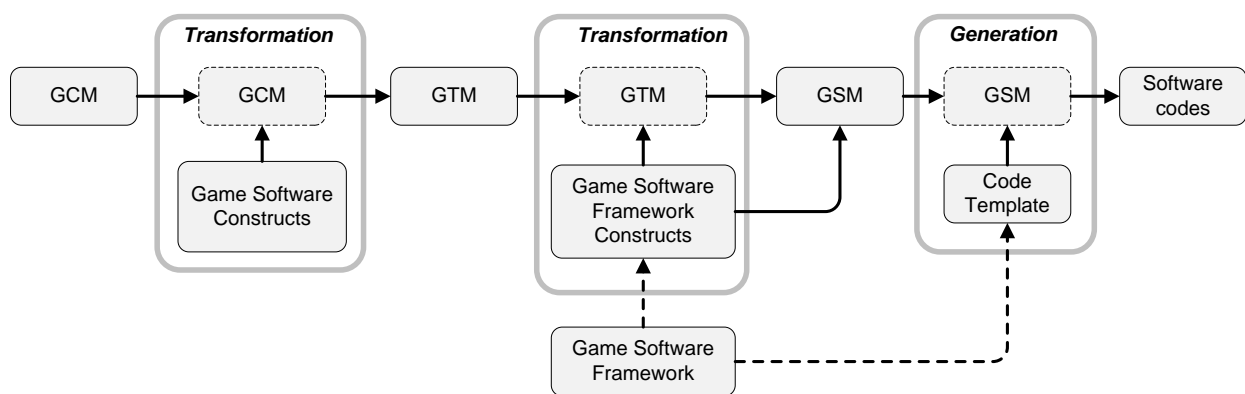 Transformation
Transformation
Generation
GCM
GCM
GTM
GTM
GSM
GSM
Software
codes
Game Software
Constructs
Game Software
Framework
Constructs
Code
Template
Game Software
Framework